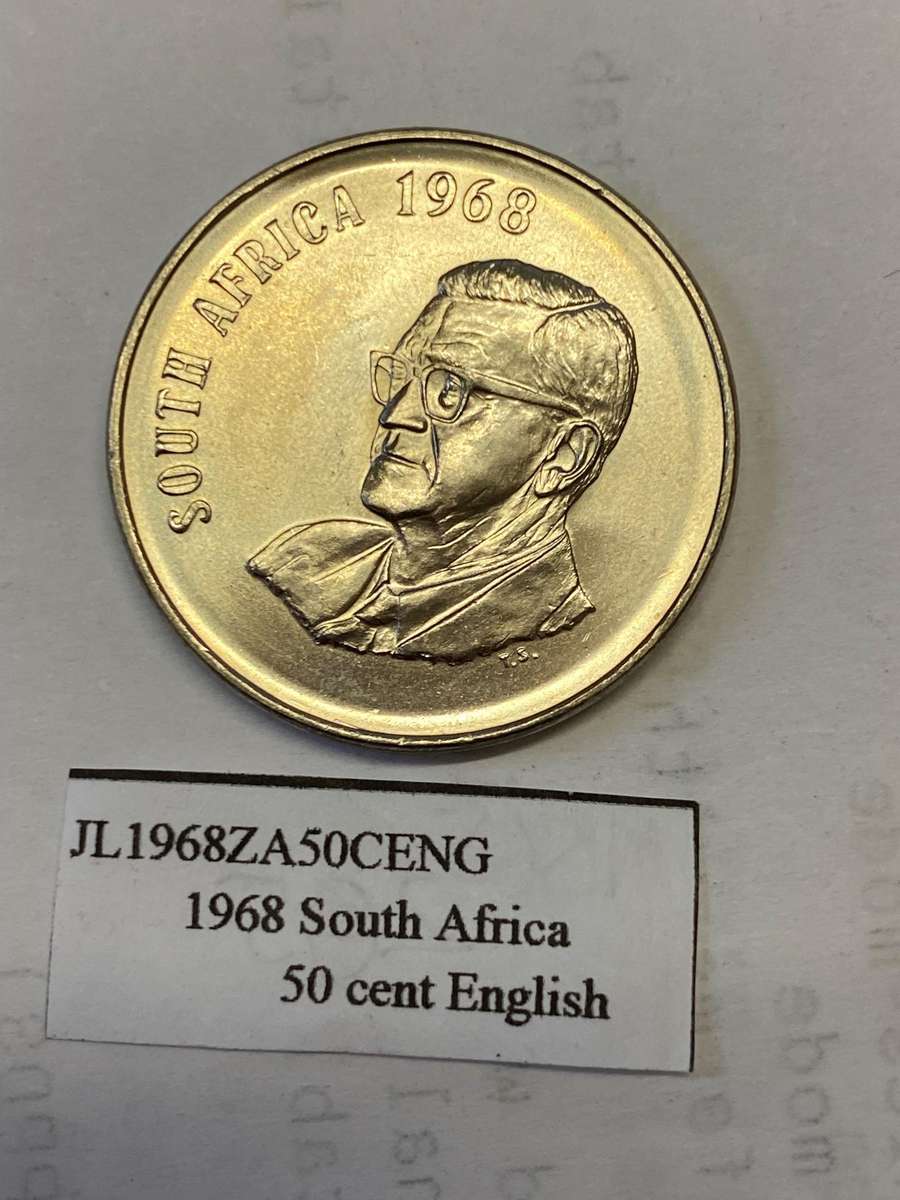 SOUTH AFRICA 1968
T.S.
JL1968ZA50CENG
1968 South Africa
50 cent English